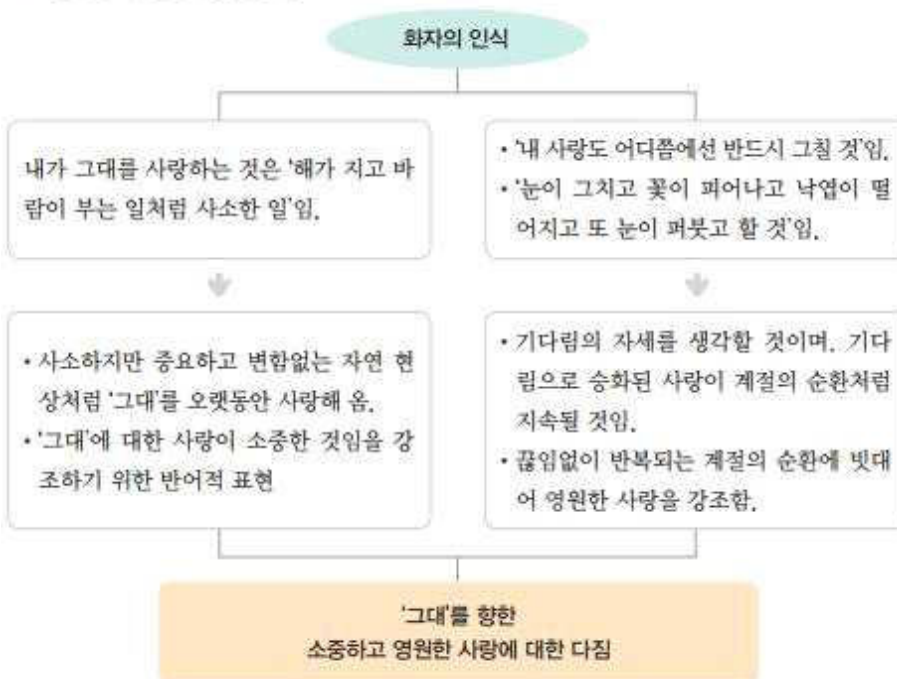 화자의 인식
내가 그대를 사랑하는 것은 '해가 지고 바
람이 부는 일처럼 사소한 일'임.
• '내 사랑도 어디쯤에선 반드시 그칠 것'임.
• '눈이 그치고 꽃이 피어나고 낙엽이 떨
어지고 또 눈이 퍼붓고 할 것'임.
• 사소하지만 중요하고 변함없는 자연 현
상처럼 '그대'를 오랫동안 사랑해 옴.
• '그대'에 대한 사랑이 소중한 것임을 강
조하기 위한 반어적 표현
• 기다림의 자세를 생각할 것이며, 기다
림으로 승화된 사랑이 계절의 순환처럼
지속될 것임.
• 끊임없이 반복되는 계절의 순환에 빗대
어 영원한 사랑을 강조함.
'그대'를 향한
소중하고 영원한 사랑에 대한 다짐